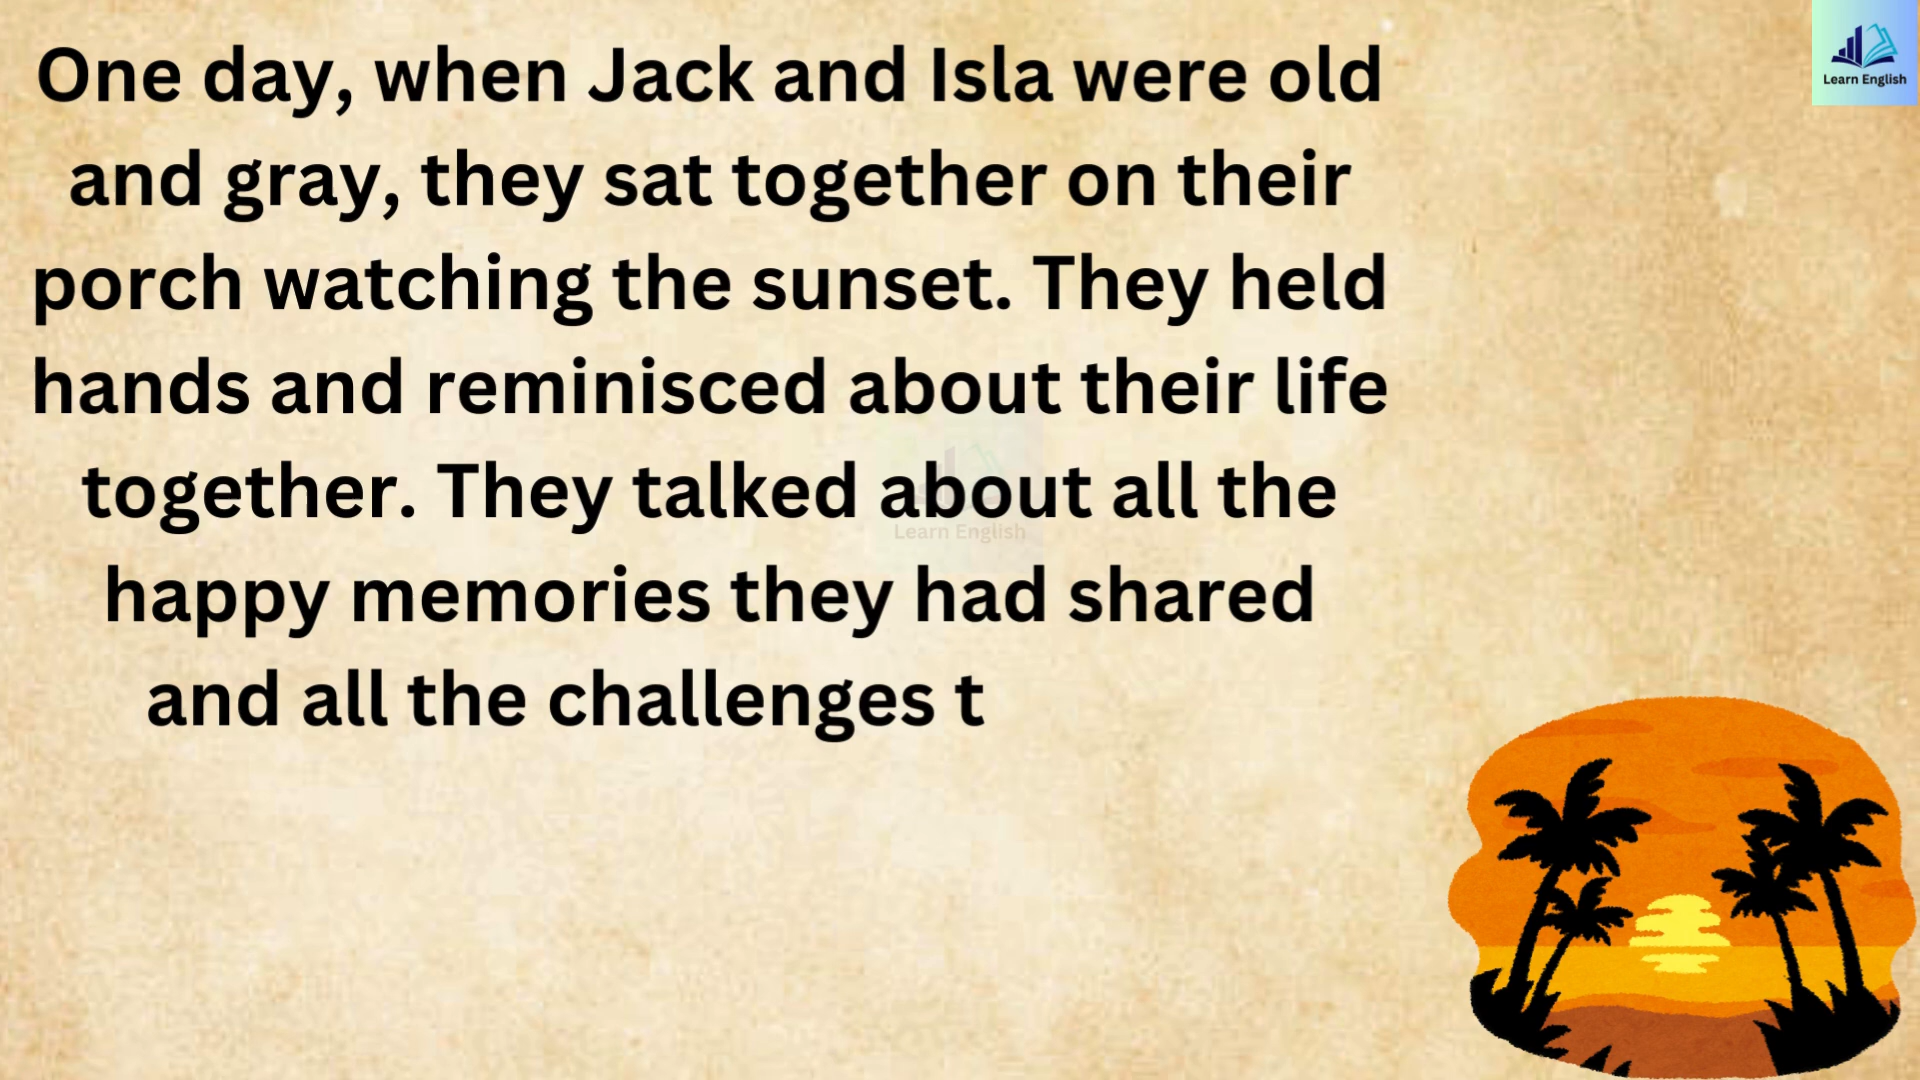 One day, when Jack and Isla were old
and gray, they sat together on their
porch watching the sunset. They held
hands and reminisced about their life
together. They talked about all the
happy memories they had shared
and all the challenges t
Learn English
Learn English